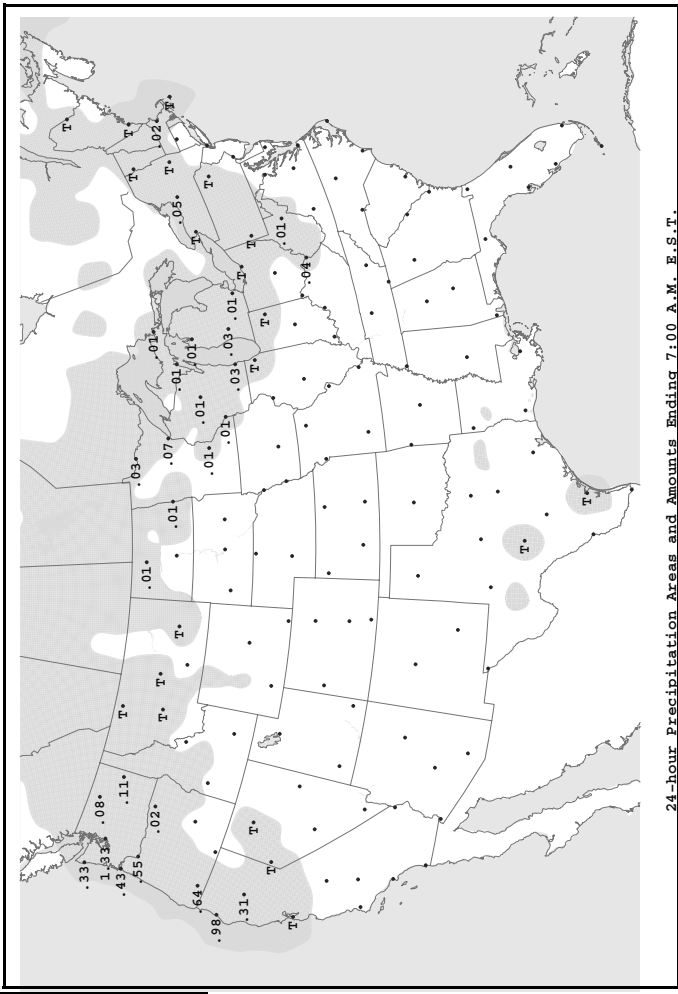 T
.33
.08
1.33
.43
T
.11
T
T
.03
.55
.01
.01
.02
.02
T
T
.07
T
T
.01
.01
.05
T
.01
T
.64
.01
T
.01
.98
.01
.03
.01
.03
T
.31
T
T
T
T
T
.01
T
.04
T
T
24-hour Precipitation Areas and Amounts Ending 7:00 A.M. E.S.T.